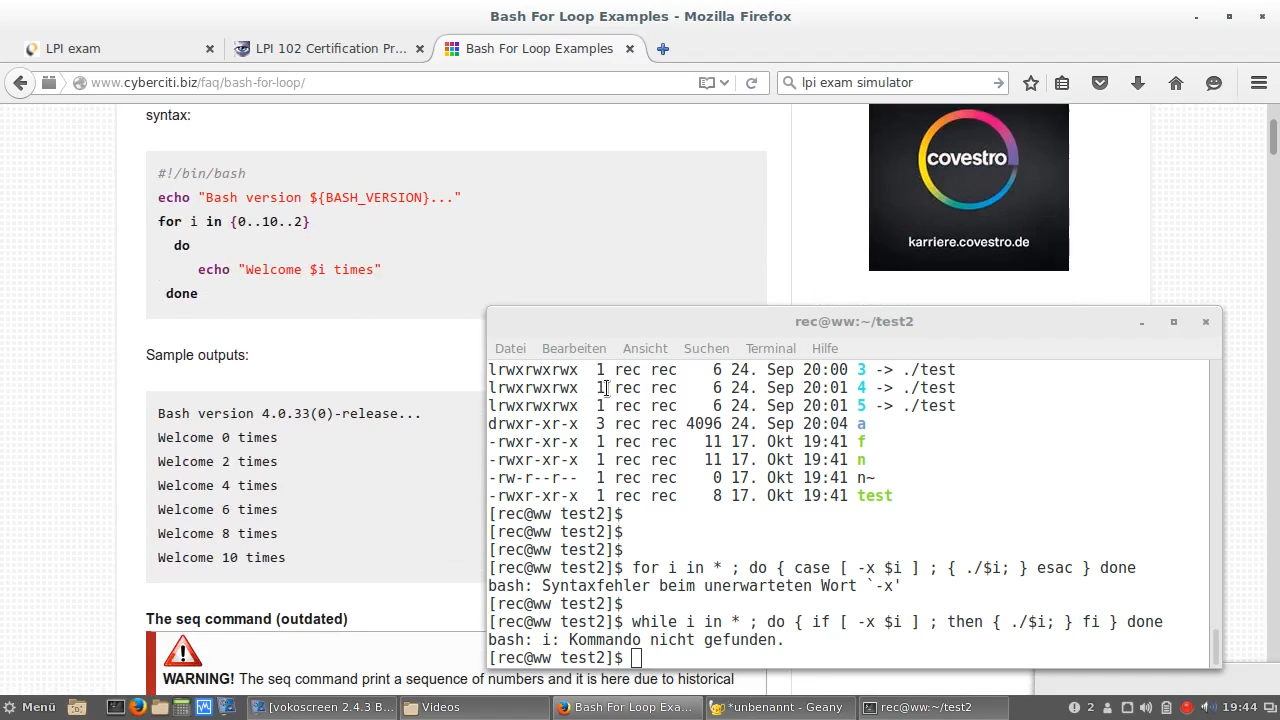 Bash For Loop Examples - Mozilla Firefox
LPI exam
LPI 102 Certification Pr...
Bash For Loop Examples
www.cyberciti.biz/faq/bash-for-loop/
lpi exam simulator
syntax:
#!/bin/bash
echo "Bash version ${BASH_VERSION}..."
for i in {0..10..2}
do
echo "Welcome $i times"
done
Sample outputs:
Bash version 4.0.33(0)-release...
Welcome 0 times
Welcome 2 times
Welcome 4 times
Welcome 6 times
Welcome 8 times
Welcome 10 times
The seq command (outdated)
WARNING! The seq command print a sequence of numbers and it is here due to historical
covestro
karriere.covestro.de
rec@ww:~/test2
Datei Bearbeiten Ansicht Suchen Terminal Hilfe
lrwxrwxrwx 1 rec rec 6 24. Sep 20:00 3 -> ./test
lrwxrwxrwx 1 rec rec 6 24. Sep 20:01 4 -> ./test
lrwxrwxrwx 1 rec rec 6 24. Sep 20:01 5 -> ./test
drwxr-xr-x 3 rec rec 4096 24. Sep 20:04 a
-rwxr-xr-x 1 rec rec 11 17. Okt 19:41 f
-rwxr-xr-x 1 rec rec 11 17. Okt 19:41 n
-rw-r--r-- 1 rec rec 0 17. Okt 19:41 n~
-rwxr-xr-x 1 rec rec 8 17. Okt 19:41 test
[rec@ww test2]$
[rec@ww test2]$
[rec@ww test2]$
[rec@ww test2]$ for i in * ; do { case [ -x $i ] ; { ./$i; } esac } done
bash: Syntaxfehler beim unerwarteten Wort `-x'
[rec@ww test2]$
[rec@ww test2]$ while i in * ; do { if [ -x $i ] ; then { ./$i; } fi } done
bash: i: Kommando nicht gefunden.
[rec@ww test2]$
Menü
[vokoscreen 2.4.3 B...
Videos
Bash For Loop Exa...
*unbenannt - Geany
rec@ww:~/test2
2
19:44